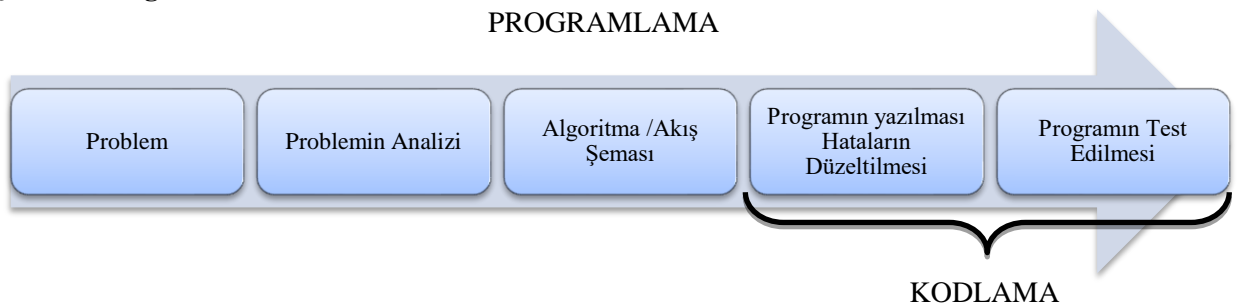 PROGRAMLAMA
Problem
Problemin Analizi
Algoritma /Akış
Şeması
Programın yazılması
Hataların
Düzeltilmesi
Programın Test
Edilmesi
KODLAMA